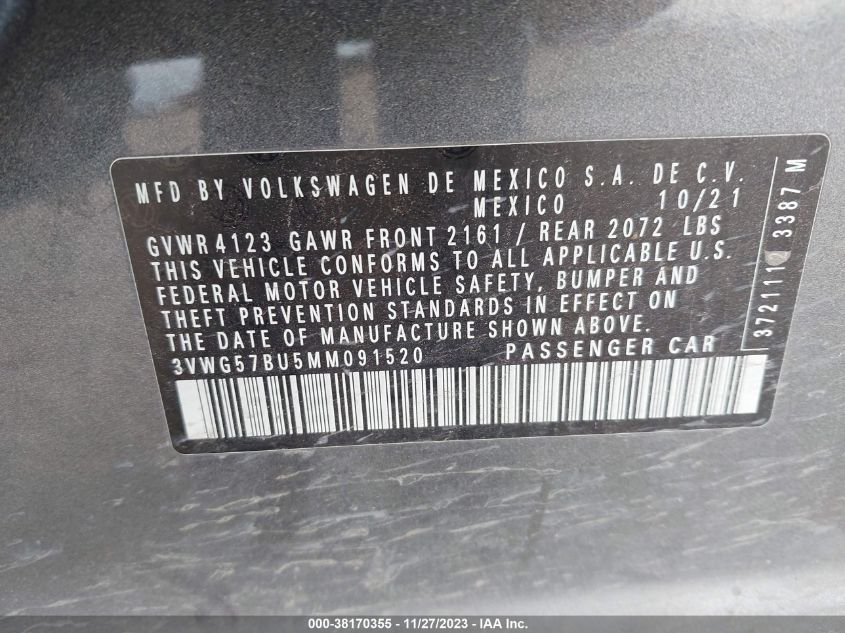 MFD BY VOLKSWAGEN DE MEXICO S.A. DE C.V.
MEXICO 10/21
GVWR 4123 GAWR FRONT 2161 / REAR 2072 LBS
THIS VEHICLE CONFORMS TO ALL APPLICABLE U.S.
FEDERAL MOTOR VEHICLE SAFETY, BUMPER AND
THEFT PREVENTION STANDARDS IN EFFECT ON
THE DATE OF MANUFACTURE SHOWN ABOVE.
3VWG57BU5MM091520 PASSENGER CAR
3387 M
000-38170355 - 11/27/2023 - IAA Inc.